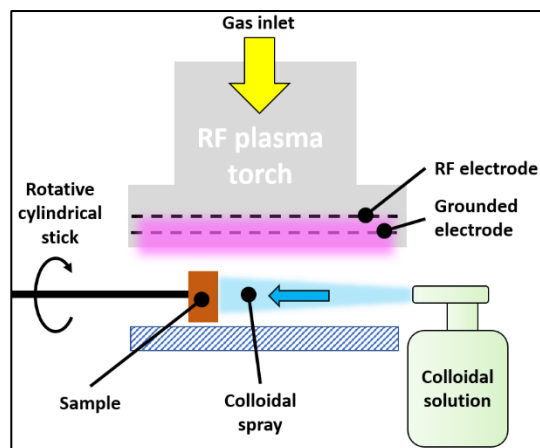 Gas inlet
RF plasma
torch
RF electrode
Grounded
electrode
Rotative
cylindrical
stick
Sample
Colloidal
spray
Colloidal
solution